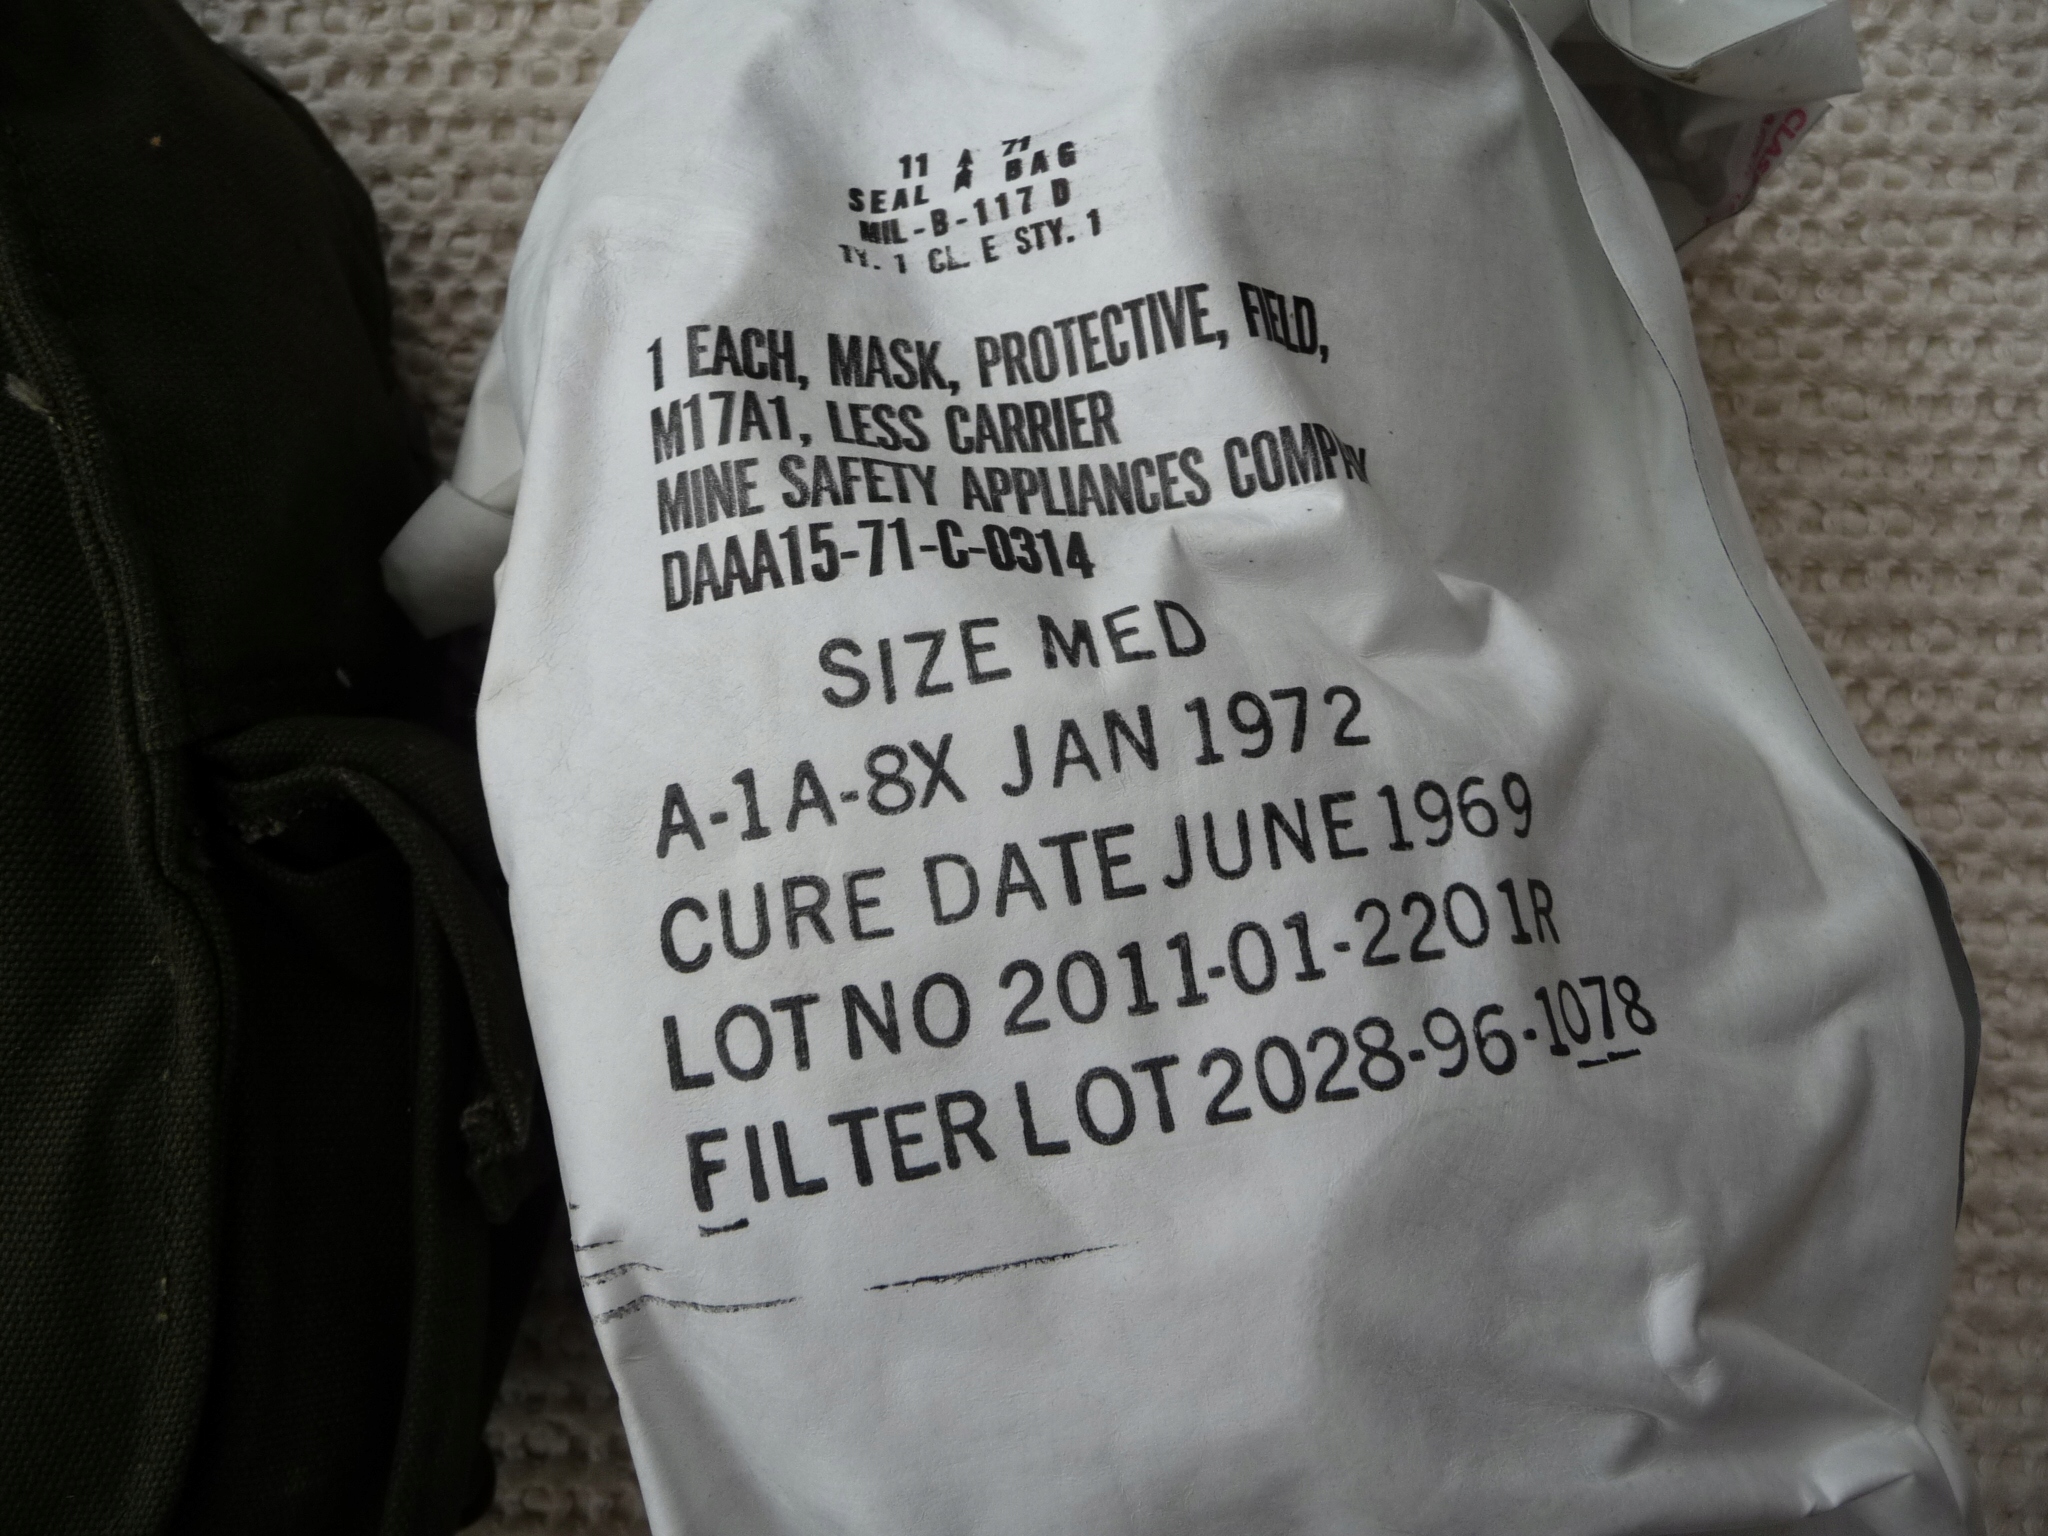 11 A 71
SEAL A BAG
MIL-B-117 D
TY. 1 CL. E STY. 1
1 EACH, MASK, PROTECTIVE, FIELD,
M17A1, LESS CARRIER
MINE SAFETY APPLIANCES COMPANY
DAAA15-71-C-0314
SIZE MED
A-1A-8X JAN 1972
CURE DATE JUNE 1969
LOT NO 2011-01-2201R
FILTER LOT 2028-96-1078